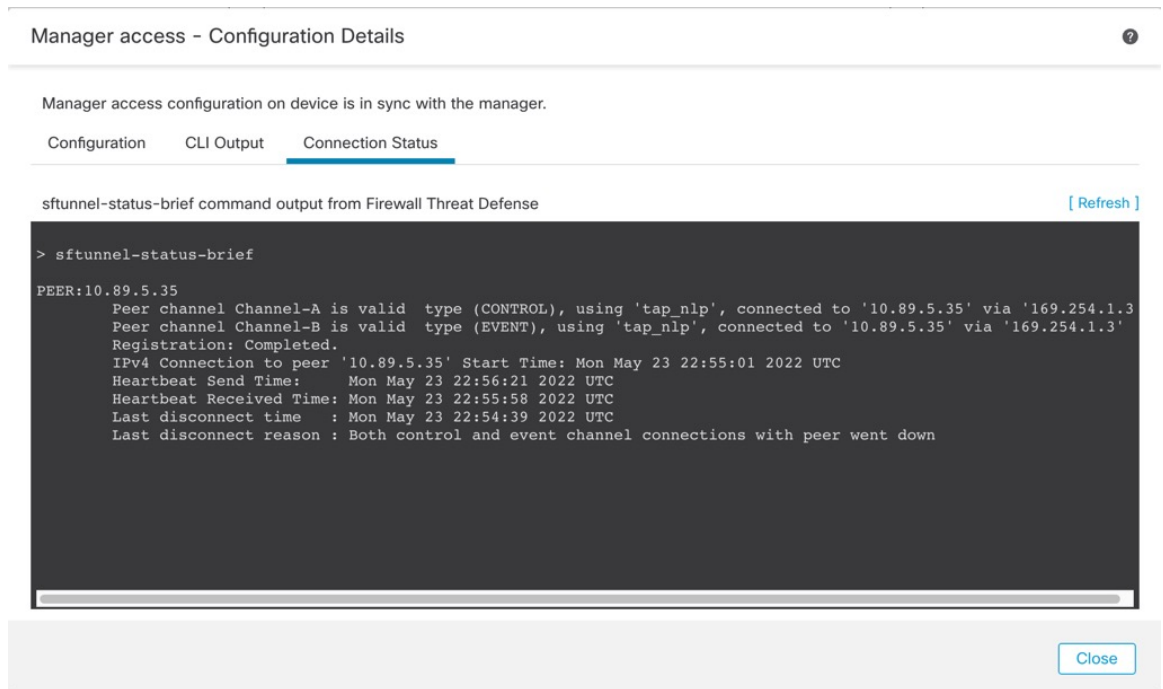 Manager access - Configuration Details
?
Manager access configuration on device is in sync with the manager.
Configuration CLI Output Connection Status
sftunnel-status-brief command output from Firewall Threat Defense [ Refresh ]
> sftunnel-status-brief
PEER:10.89.5.35
Peer channel Channel-A is valid type (CONTROL), using 'tap_nlp', connected to '10.89.5.35' via '169.254.1.3
Peer channel Channel-B is valid type (EVENT), using 'tap_nlp', connected to '10.89.5.35' via '169.254.1.3'
Registration: Completed.
IPv4 Connection to peer '10.89.5.35' Start Time: Mon May 23 22:55:01 2022 UTC
Heartbeat Send Time: Mon May 23 22:56:21 2022 UTC
Heartbeat Received Time: Mon May 23 22:55:58 2022 UTC
Last disconnect time : Mon May 23 22:54:39 2022 UTC
Last disconnect reason : Both control and event channel connections with peer went down
Close